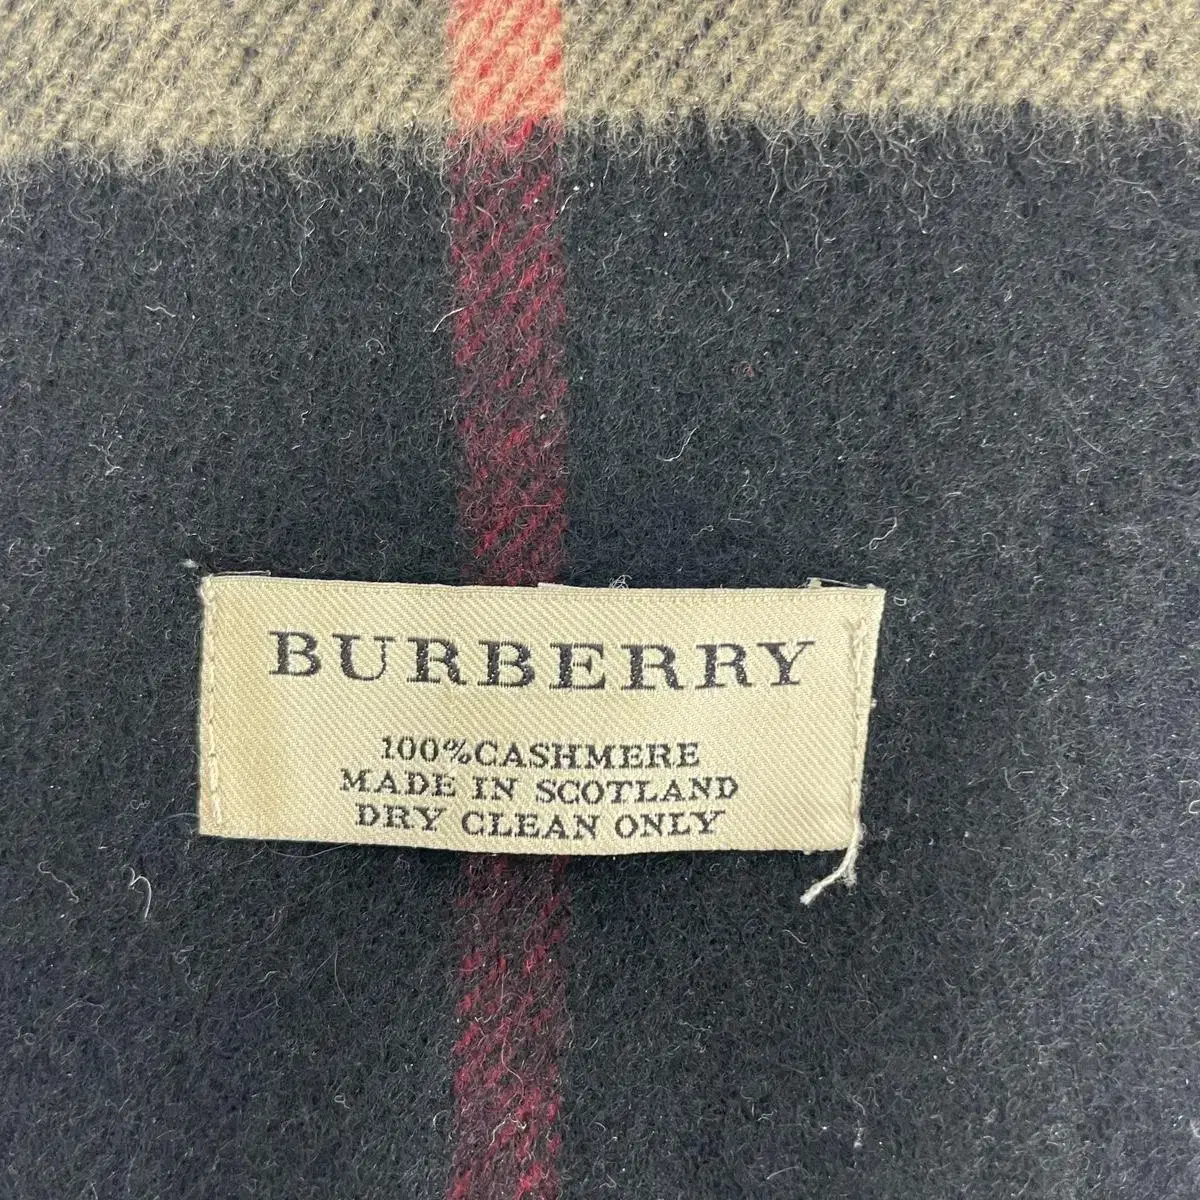 BURBERRY
100%CASHMERE
MADE IN SCOTLAND
DRY CLEAN ONLY